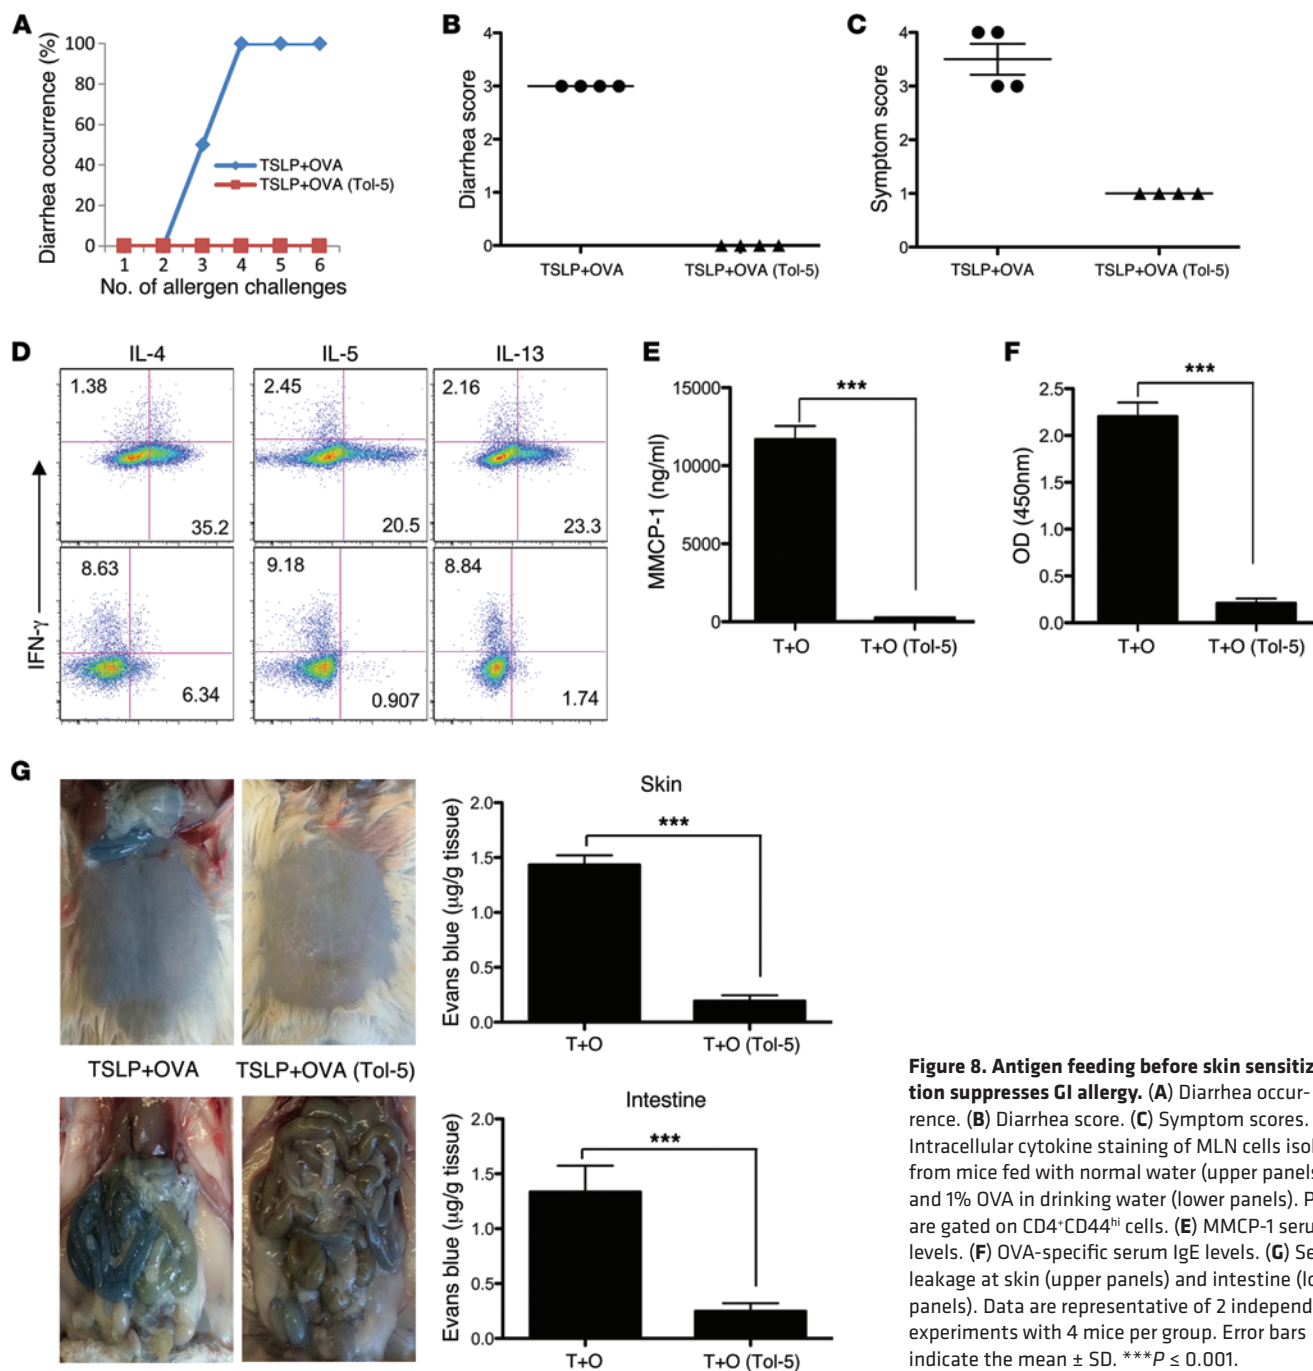 A
Diarrhea occurrence (%)
100
80
60
40
20
0
TSLP+OVA
TSLP+OVA (Tol-5)
1 2 3 4 5 6
No. of allergen challenges
B
Diarrhea score
4
3
2
1
0
TSLP+OVA TSLP+OVA (Tol-5)
C
Symptom score
4
3
2
1
0
TSLP+OVA TSLP+OVA (Tol-5)
D
IL-4 IL-5 IL-13
IFN-γ
1.38 2.45 2.16
35.2 20.5 23.3
8.63 9.18 8.84
6.34 0.907 1.74
E
MMCP-1 (ng/ml)
15000
10000
5000
0
***
T+O T+O (Tol-5)
F
OD (450nm)
2.5
2.0
1.5
1.0
0.5
0.0
***
T+O T+O (Tol-5)
G
TSLP+OVA TSLP+OVA (Tol-5)
Skin
Evans blue (μg/g tissue)
2.0
1.5
1.0
0.5
0.0
***
T+O T+O (Tol-5)
Intestine
Evans blue (μg/g tissue)
2.0
1.5
1.0
0.5
0.0
***
T+O T+O (Tol-5)
Figure 8. Antigen feeding before skin sensitiz
tion suppresses GI allergy. (A) Diarrhea occur-
rence. (B) Diarrhea score. (C) Symptom scores.
Intracellular cytokine staining of MLN cells isol
from mice fed with normal water (upper panels
and 1% OVA in drinking water (lower panels). P
are gated on CD4⁺CD44ʰⁱ cells. (E) MMCP-1 seru
levels. (F) OVA-specific serum IgE levels. (G) Se
leakage at skin (upper panels) and intestine (lo
panels). Data are representative of 2 independ
experiments with 4 mice per group. Error bars
indicate the mean ± SD. ***P ≤ 0.001.